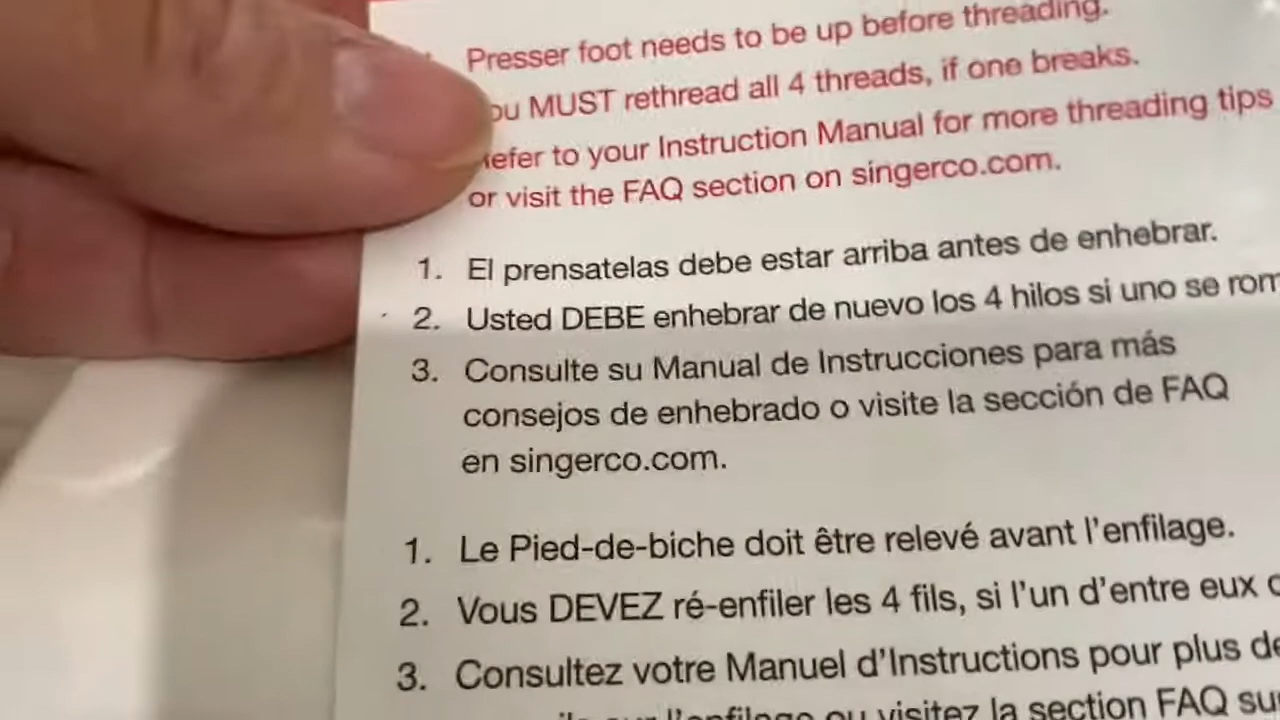 Presser foot needs to be up before threading.
ou MUST rethread all 4 threads, if one breaks.
efer to your Instruction Manual for more threading tips
or visit the FAQ section on singerco.com.
1. El prensatelas debe estar arriba antes de enhebrar.
2. Usted DEBE enhebrar de nuevo los 4 hilos si uno se rom
3. Consulte su Manual de Instrucciones para más
consejos de enhebrado o visite la sección de FAQ
en singerco.com.
1. Le Pied-de-biche doit être relevé avant l'enfilage.
2. Vous DEVEZ ré-enfiler les 4 fils, si l'un d'entre eux
3. Consultez votre Manuel d'Instructions pour plus de
l'enfilage ou visitez la section FAQ sur